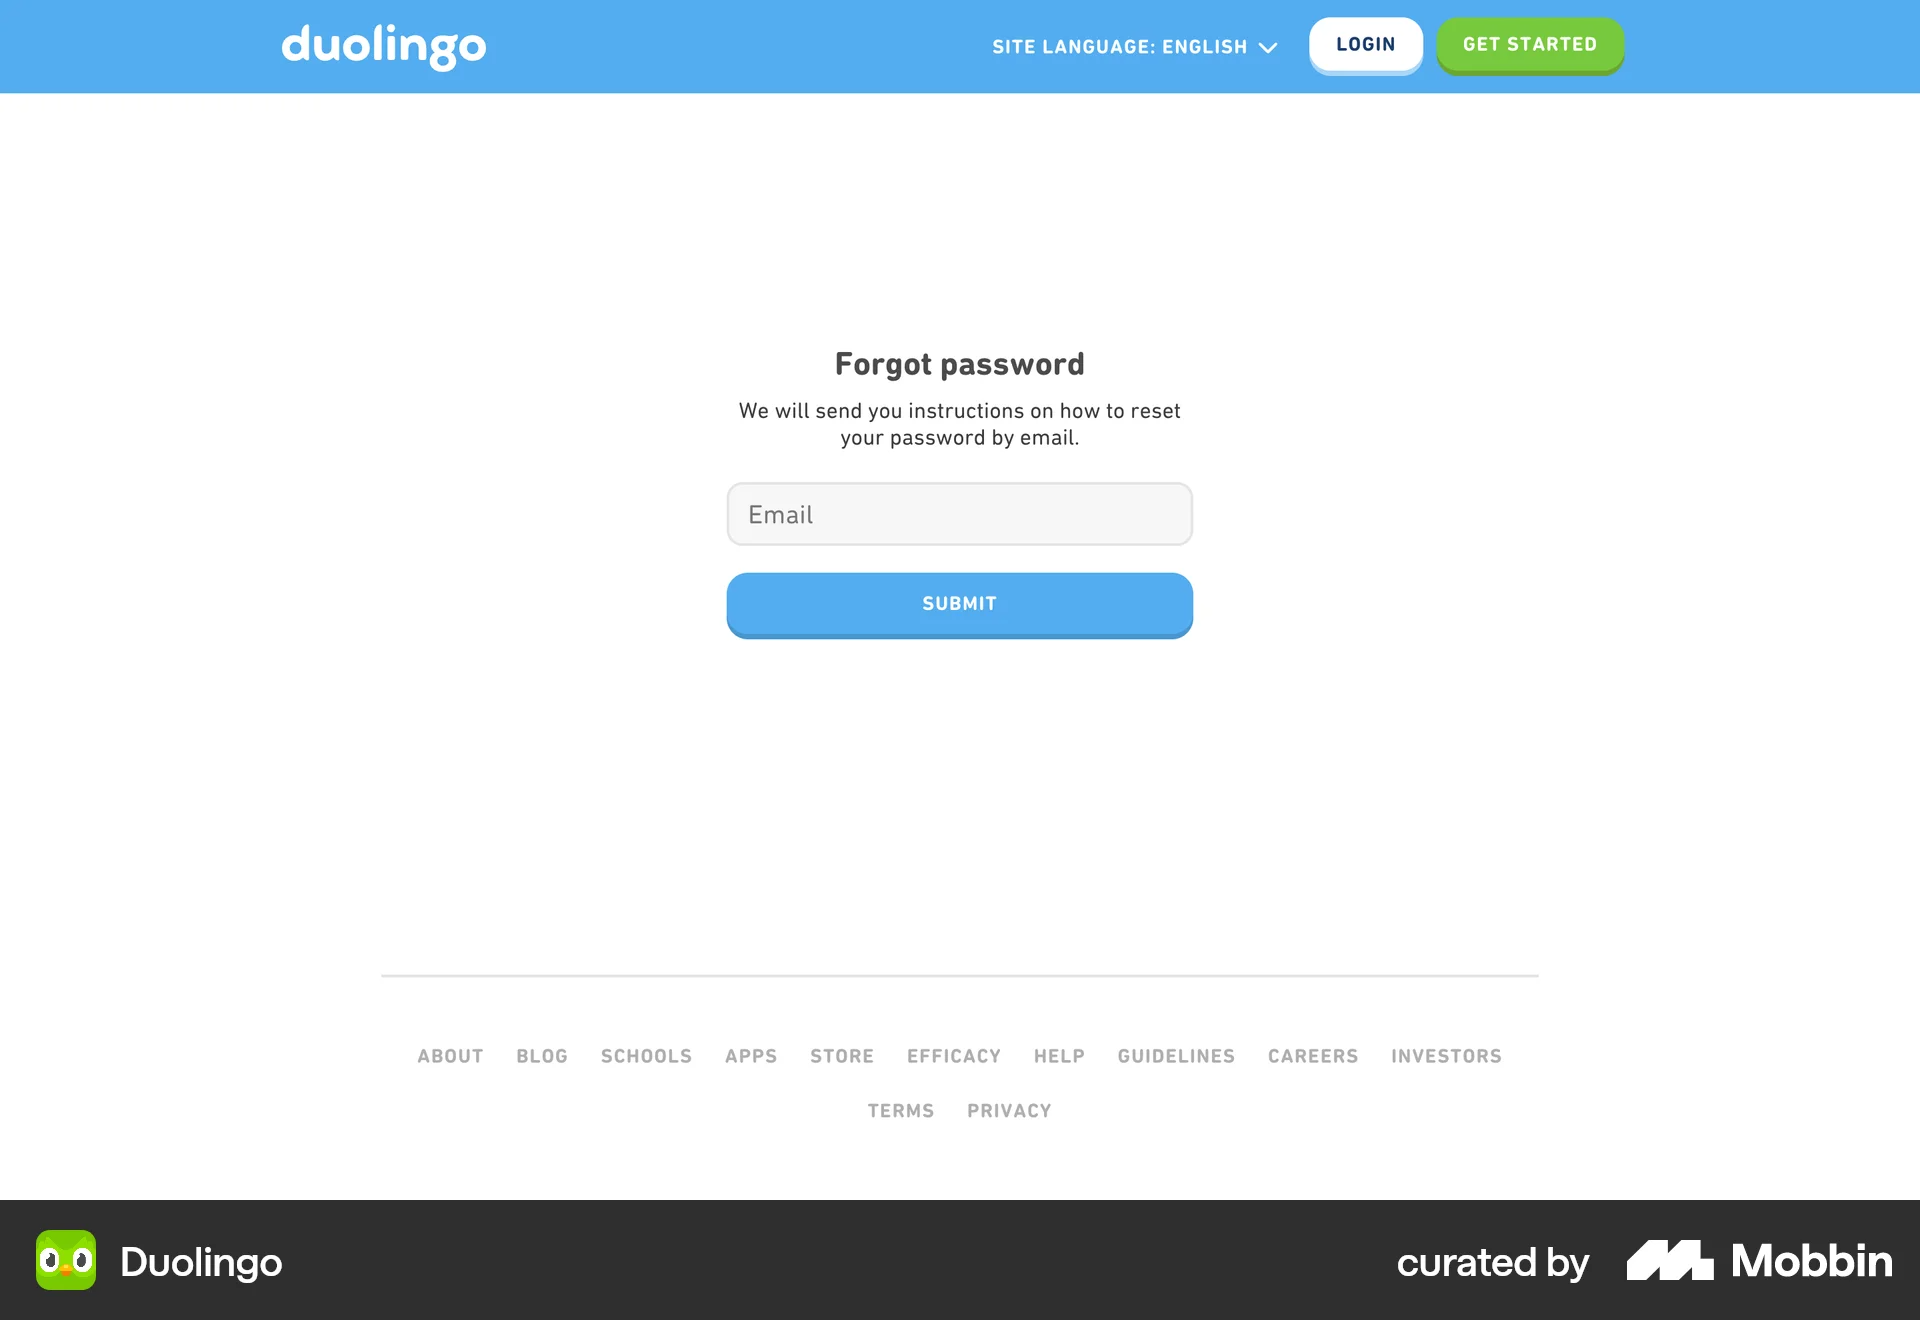 duolingo
SITE LANGUAGE: ENGLISH
LOGIN
GET STARTED
Forgot password
We will send you instructions on how to reset
your password by email.
Email
SUBMIT
ABOUT BLOG SCHOOLS APPS STORE EFFICACY HELP GUIDELINES CAREERS INVESTORS
TERMS PRIVACY
Duolingo
curated by Mobbin